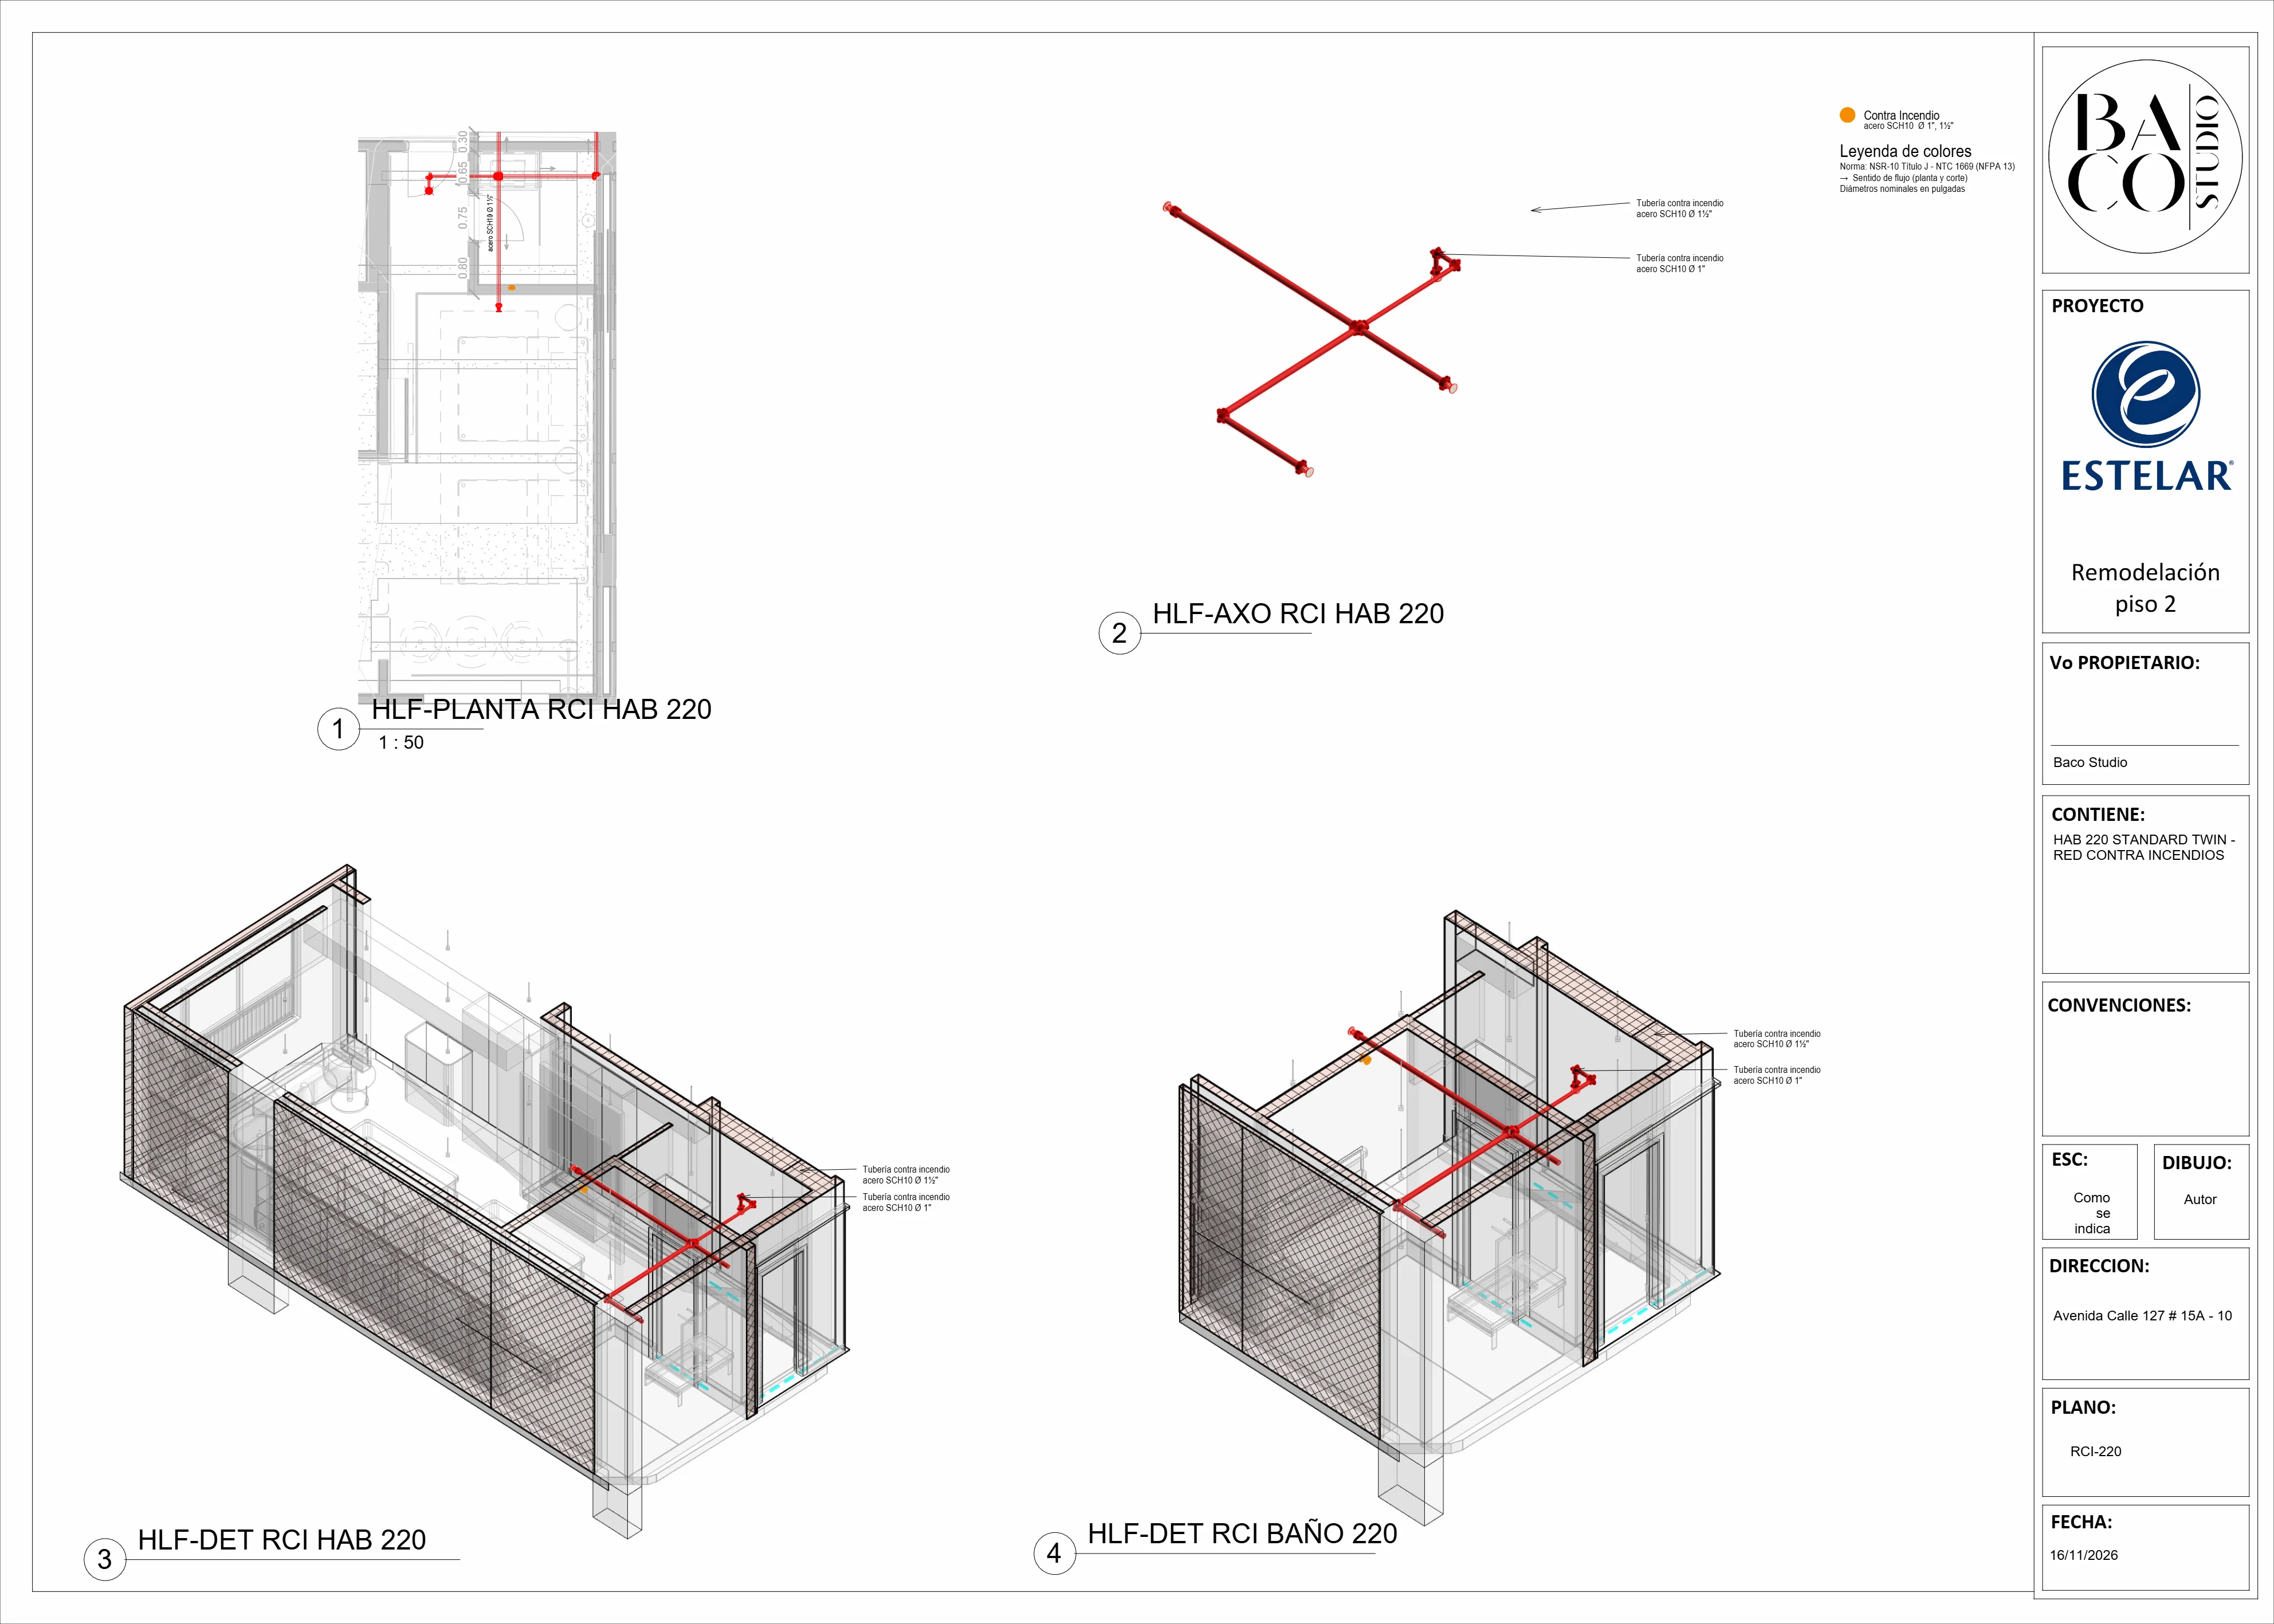 0.30
0.65
0.75
0.80
acero SCH10 Ø 1½"
1
HLF-PLANTA RCI HAB 220
1 : 50
Tubería contra incendio
acero SCH10 Ø 1½"
Tubería contra incendio
acero SCH10 Ø 1"
2
HLF-AXO RCI HAB 220
Contra Incendio
acero SCH10 Ø 1", 1½"
Leyenda de colores
Norma: NSR-10 Título J - NTC 1669 (NFPA 13)
→ Sentido de flujo (planta y corte)
Diámetros nominales en pulgadas
Tubería contra incendio
acero SCH10 Ø 1½"
Tubería contra incendio
acero SCH10 Ø 1"
3
HLF-DET RCI HAB 220
Tubería contra incendio
acero SCH10 Ø 1½"
Tubería contra incendio
acero SCH10 Ø 1"
4
HLF-DET RCI BAÑO 220
BA
CO
STUDIO
PROYECTO
ESTELAR®
Remodelación
piso 2
Vo PROPIETARIO:
Baco Studio
CONTIENE:
HAB 220 STANDARD TWIN -
RED CONTRA INCENDIOS
CONVENCIONES:
ESC:
Como
se
indica
DIBUJO:
Autor
DIRECCION:
Avenida Calle 127 # 15A - 10
PLANO:
RCI-220
FECHA:
16/11/2026